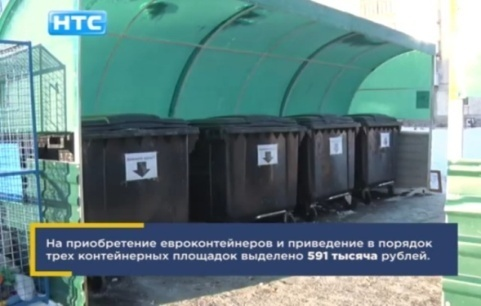 НТС
На приобретение евроконтейнеров и приведение в порядок
трех контейнерных площадок выделено 591 тысяча рублей.